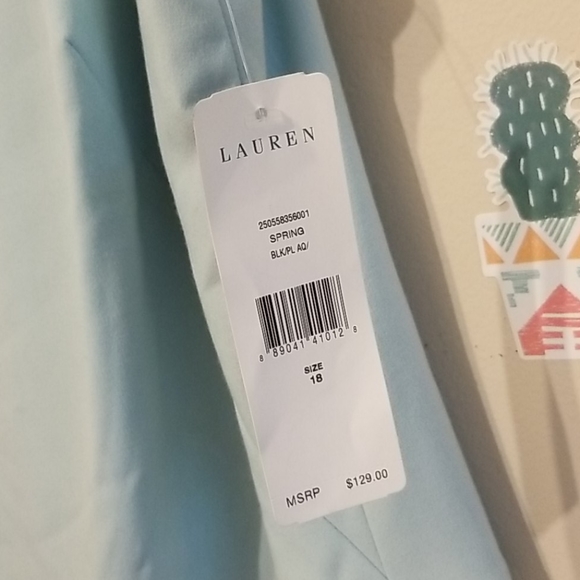 LAUREN
250558356001
SPRING
BLK/PL AQ/
8 89041 41012 8
SIZE
18
MSRP $129.00